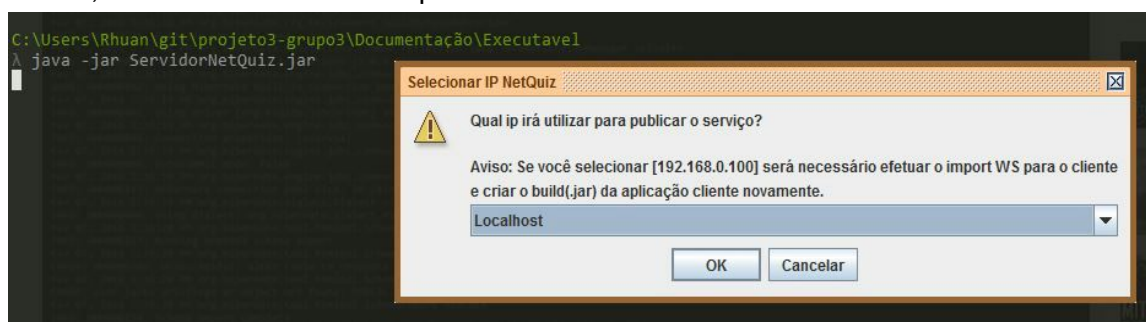 C:\Users\Rhuan\git\projeto3-grupo3\Documentação\Executavel
λ java -jar ServidorNetQuiz.jar
Selecionar IP NetQuiz
Qual ip irá utilizar para publicar o serviço?
Aviso: Se você selecionar [192.168.0.100] será necessário efetuar o import WS para o cliente
e criar o build(.jar) da aplicação cliente novamente.
Localhost
OK Cancelar